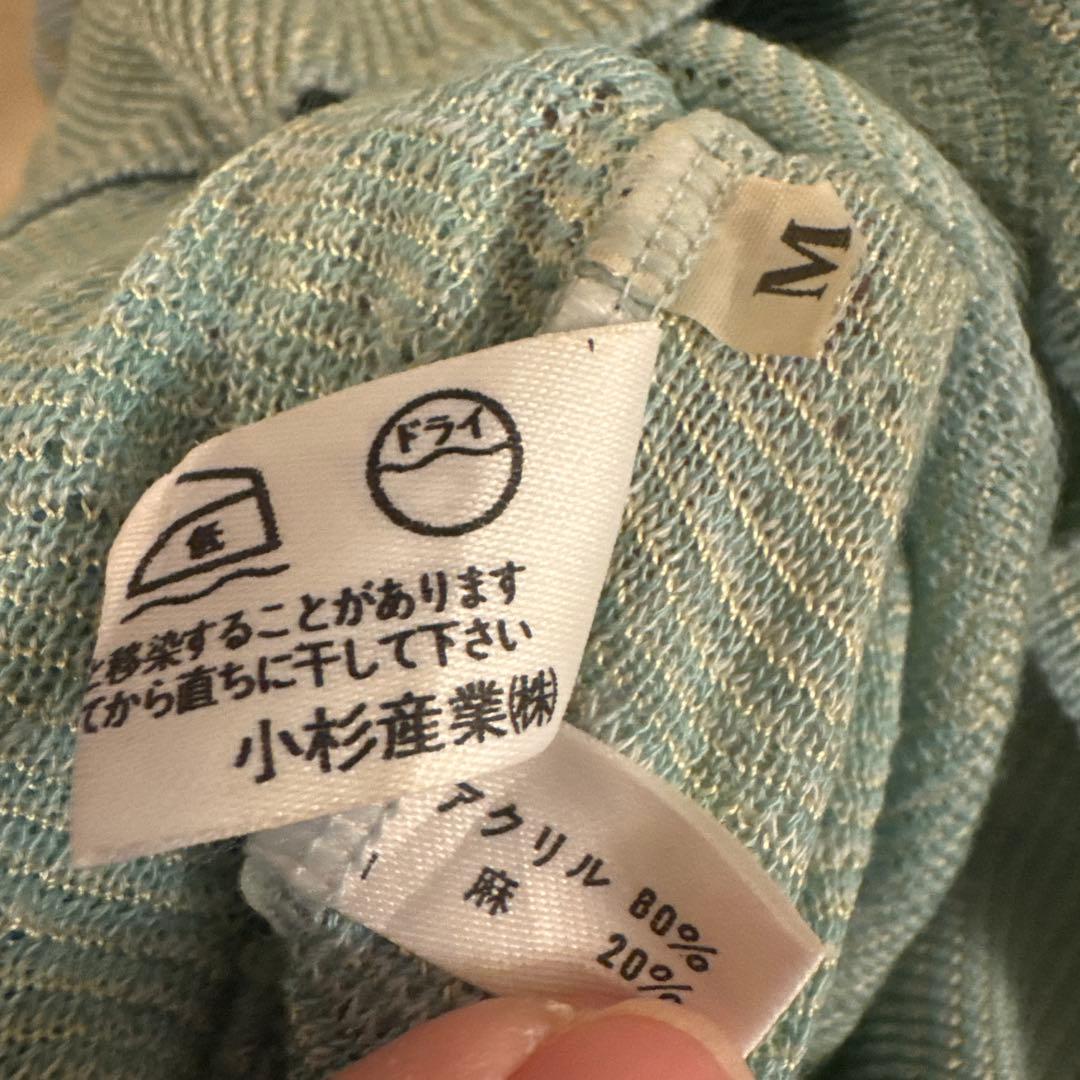 M
ドライ
低
と移染することがあります
てから直ちに干して下さい
小杉産業㈱
アクリル 80%
麻 20%